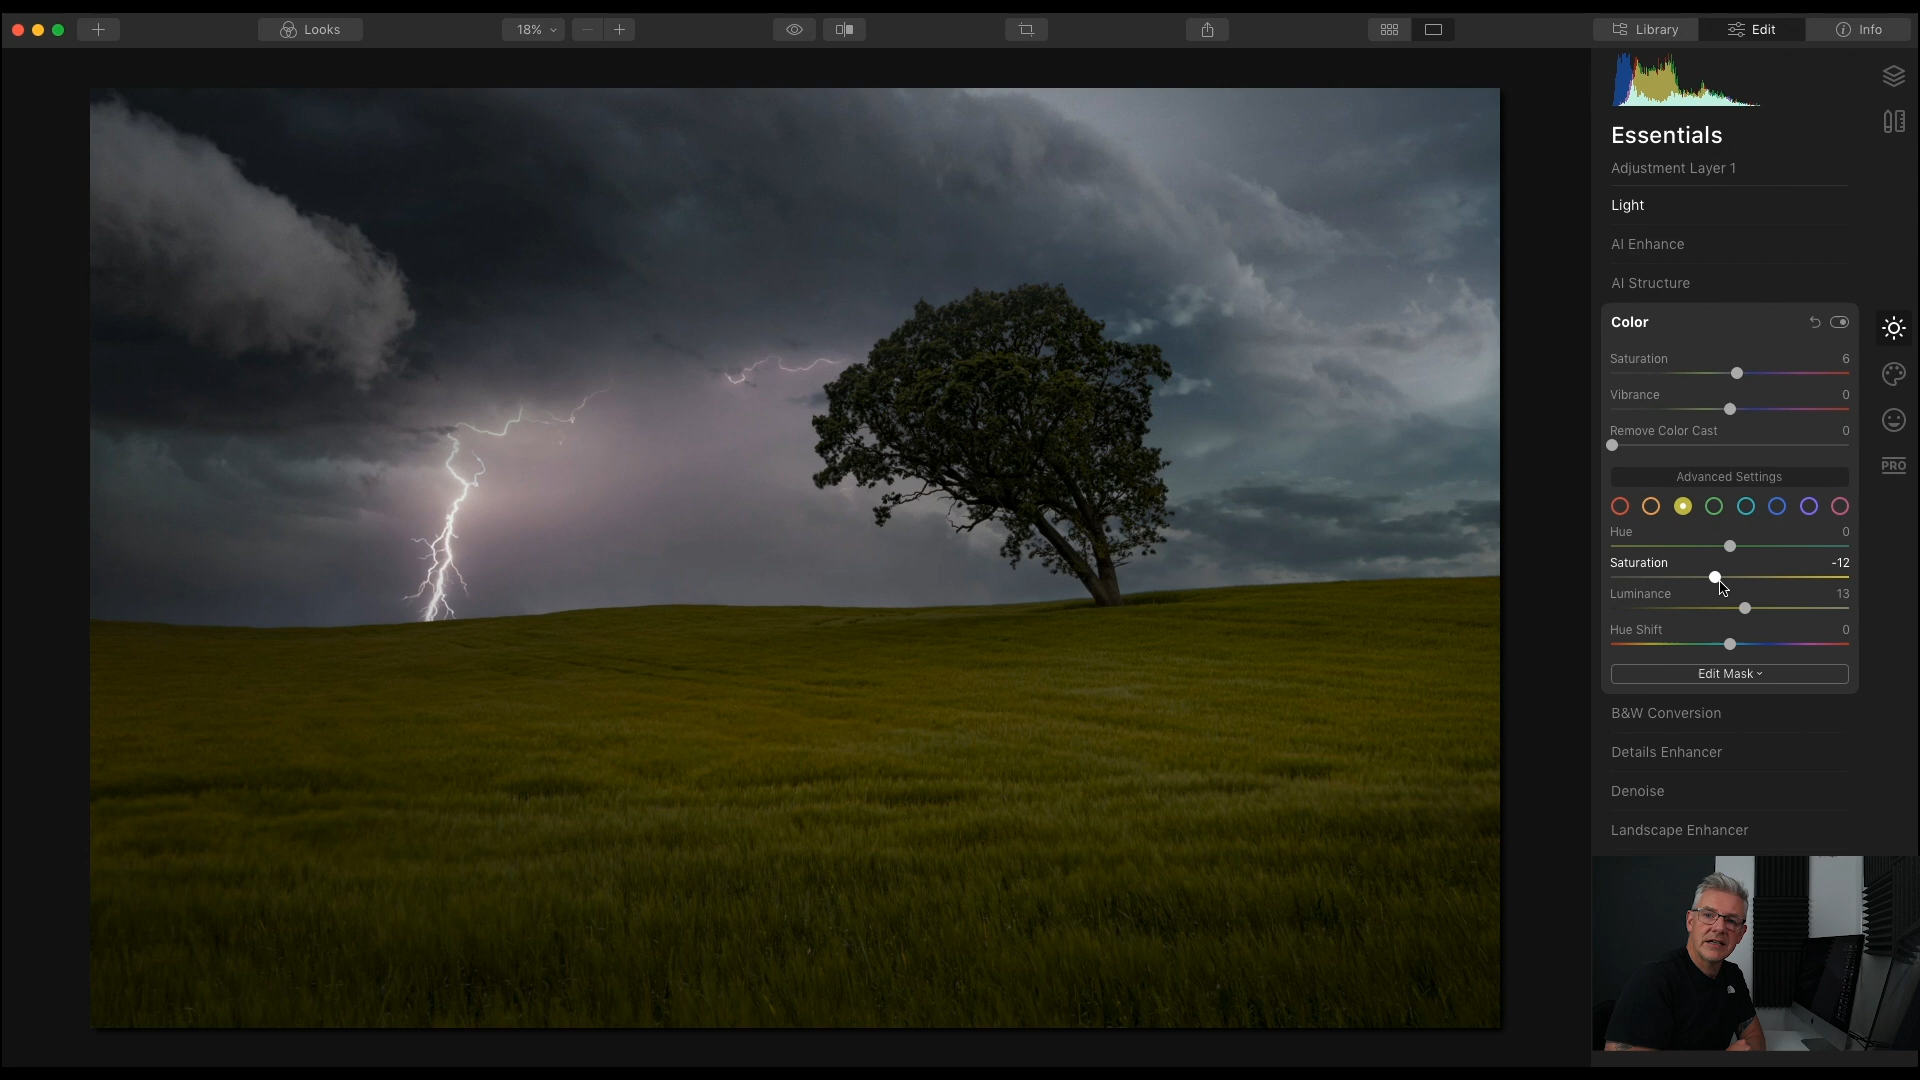 Looks
18%
Library
Edit
Info
Essentials
Adjustment Layer 1
Light
AI Enhance
AI Structure
Color
Saturation 6
Vibrance 0
Remove Color Cast 0
Advanced Settings
Hue 0
Saturation -12
Luminance 13
Hue Shift 0
Edit Mask
B&W Conversion
Details Enhancer
Denoise
Landscape Enhancer
PRO